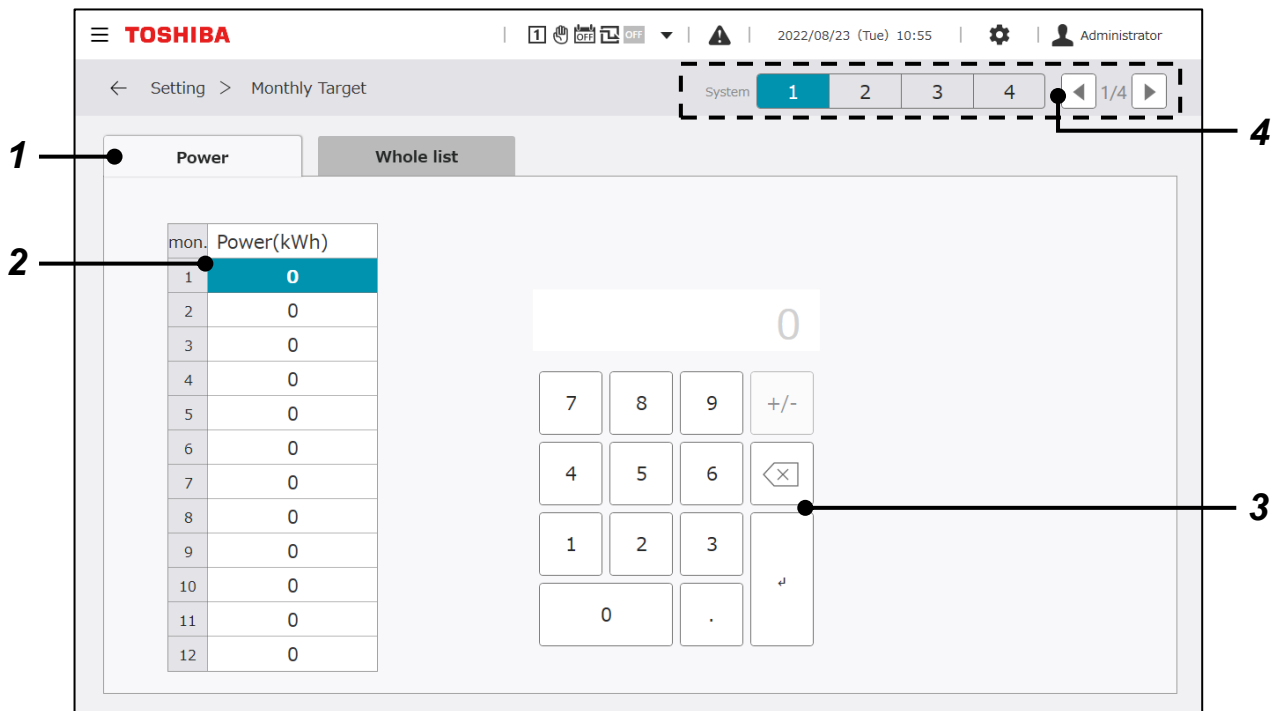 TOSHIBA | 1 OFF OFF ▼ | | 2022/08/23 (Tue) 10:55 | | Administrator
← Setting > Monthly Target System 1 2 3 4 ◀ 1/4 ▶
4
1
Power Whole list
2
mon. Power(kWh)
1 0
2 0
3 0
4 0
5 0
6 0
7 0
8 0
9 0
10 0
11 0
12 0
0
7 8 9 +/-
4 5 6
3
1 2 3
0 .